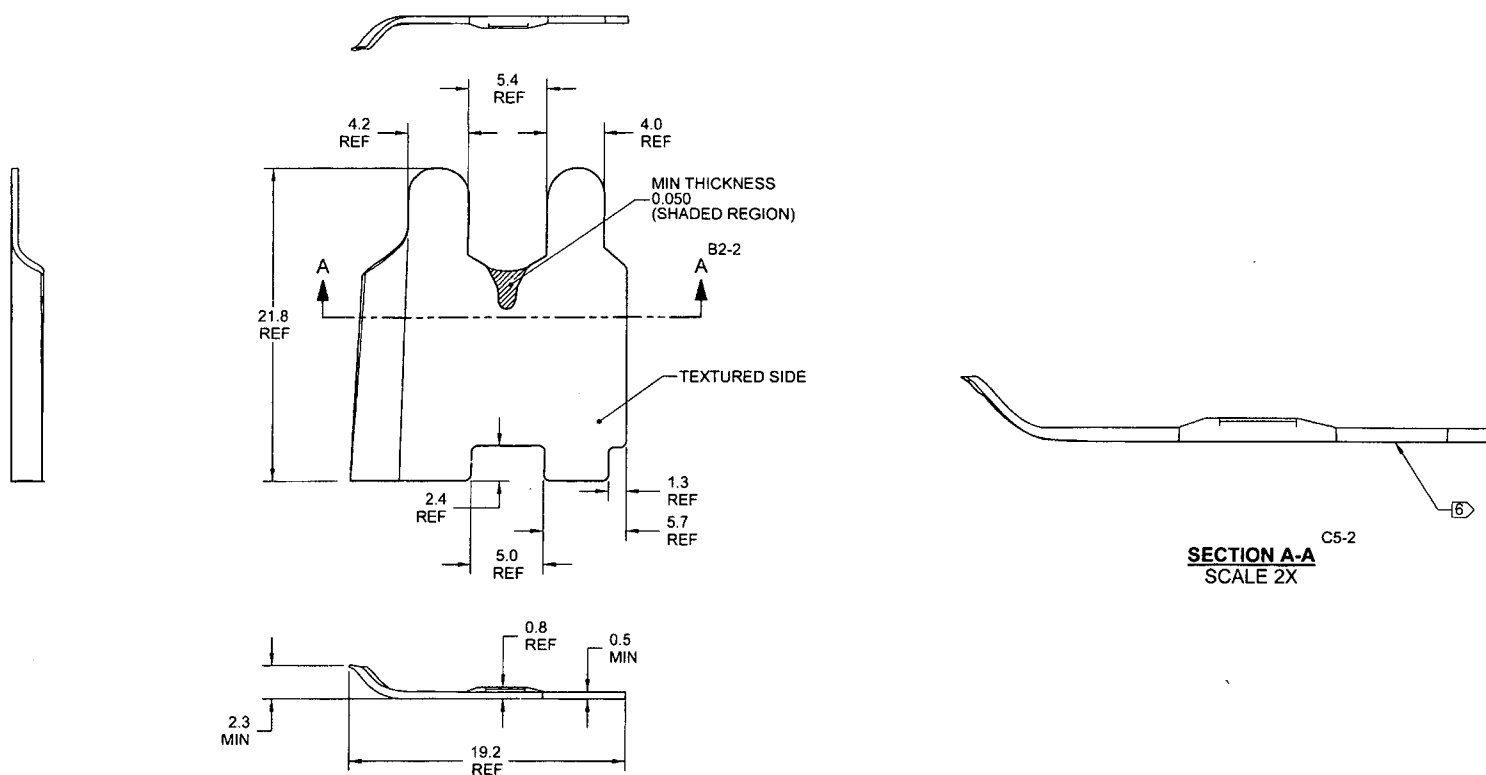 5.4
REF
4.2
REF
4.0
REF
MIN THICKNESS
0.050
(SHADED REGION)
B2-2
A
A
21.8
REF
TEXTURED SIDE
2.4
REF
1.3
REF
5.7
REF
5.0
REF
6
C5-2
SECTION A-A
SCALE 2X
0.8
REF
0.5
MIN
2.3
MIN
19.2
REF